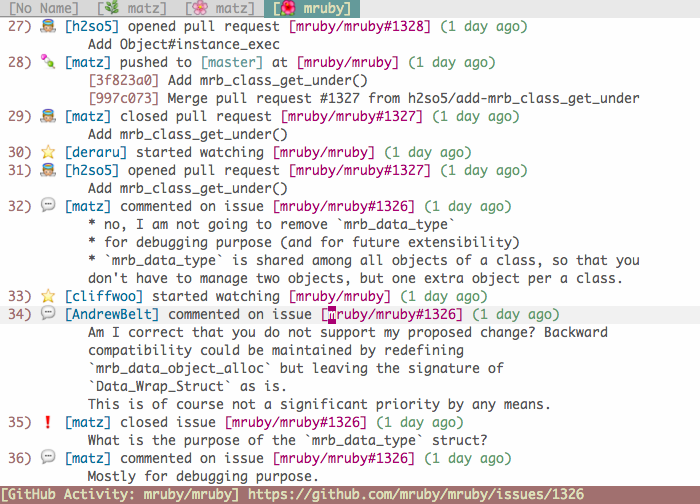 [No Name] [🌿 matz] [🌸 matz] [🌺 mruby]
27) [h2so5] opened pull request [mruby/mruby#1328] (1 day ago)
Add Object#instance_exec
28) [matz] pushed to [master] at [mruby/mruby] (1 day ago)
[3f823a0] Add mrb_class_get_under()
[997c073] Merge pull request #1327 from h2so5/add-mrb_class_get_under
29) [matz] closed pull request [mruby/mruby#1327] (1 day ago)
Add mrb_class_get_under()
30) [deraru] started watching [mruby/mruby] (1 day ago)
31) [h2so5] opened pull request [mruby/mruby#1327] (1 day ago)
Add mrb_class_get_under()
32) [matz] commented on issue [mruby/mruby#1326] (1 day ago)
* no, I am not going to remove `mrb_data_type`
* for debugging purpose (and for future extensibility)
* `mrb_data_type` is shared among all objects of a class, so that you
don't have to manage two objects, but one extra object per a class.
33) [cliffwoo] started watching [mruby/mruby] (1 day ago)
34) [AndrewBelt] commented on issue [mruby/mruby#1326] (1 day ago)
Am I correct that you do not support my proposed change? Backward
compatibility could be maintained by redefining
`mrb_data_object_alloc` but leaving the signature of
`Data_Wrap_Struct` as is.
This is of course not a significant priority by any means.
35) [matz] closed issue [mruby/mruby#1326] (1 day ago)
What is the purpose of the `mrb_data_type` struct?
36) [matz] commented on issue [mruby/mruby#1326] (1 day ago)
Mostly for debugging purpose.
[GitHub Activity: mruby/mruby] https://github.com/mruby/mruby/issues/1326